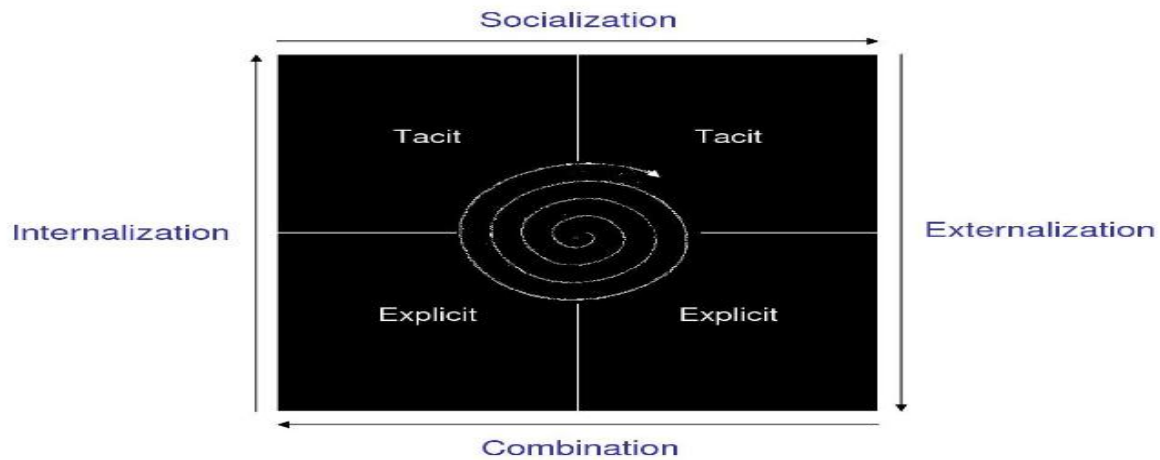 Socialization
Tacit
Tacit
Internalization
Externalization
Explicit
Explicit
Combination